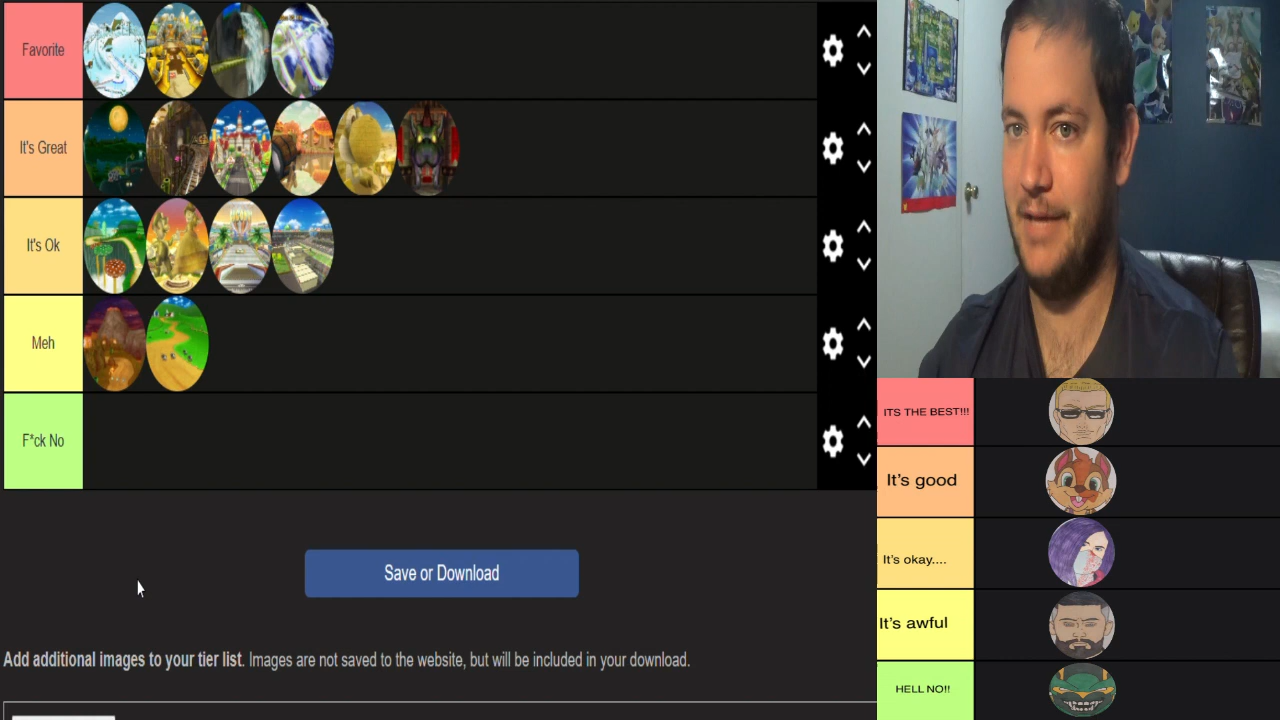 Favorite
It's Great
It's Ok
Meh
F*ck No
Save or Download
Add additional images to your tier list. Images are not saved to the website, but will be included in your download.
ITS THE BEST!!!
It's good
It's okay....
It's awful
HELL NO!!